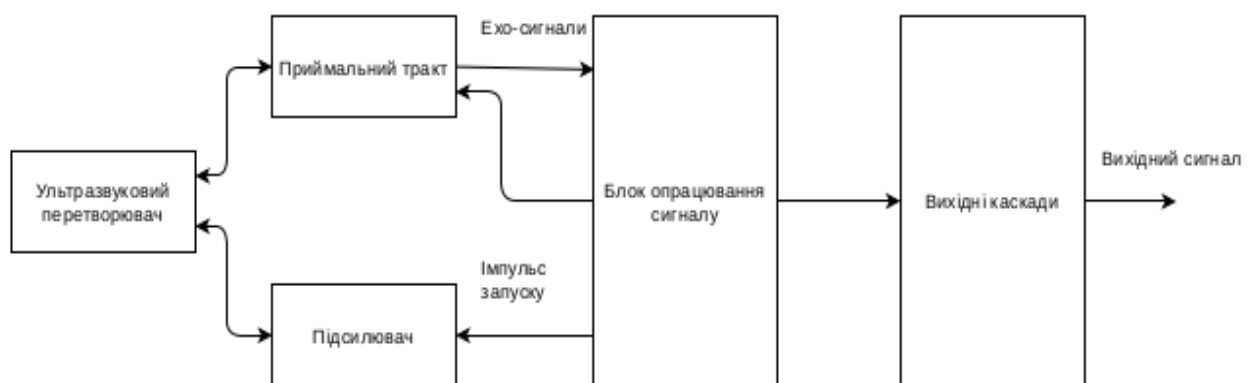 Ехо-сигнали
Приймальний тракт
Вихідний сигнал
Ультразвуковий
перетворювач
Блок опрацювання
сигналу
Вихідні каскади
Імпульс
запуску
Підсилювач